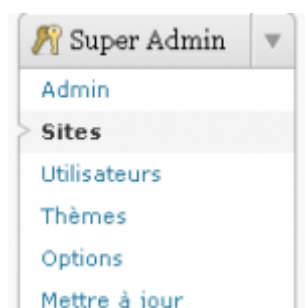 Super Admin
Admin
Sites
Utilisateurs
Thèmes
Options
Mettre à jour